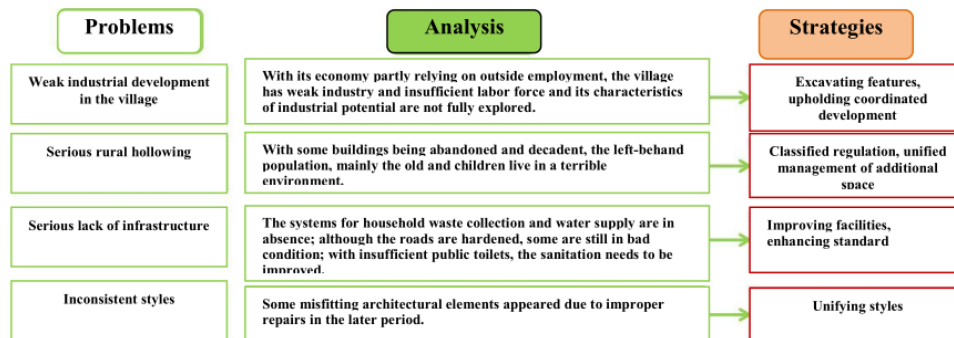 Problems
Analysis
Strategies
Weak industrial development
in the village
With its economy partly relying on outside employment, the village
has weak industry and insufficient labor force and its characteristics
of industrial potential are not fully explored.
Excavating features,
upholding coordinated
development
Serious rural hollowing
With some buildings being abandoned and decadent, the left-behand
population, mainly the old and children live in a terrible
environment.
Classified regulation, unified
management of additional
space
Serious lack of infrastructure
The systems for household waste collection and water supply are in
absence; although the roads are hardened, some are still in bad
condition; with insufficient public toilets, the sanitation needs to be
improved.
Improving facilities,
enhancing standard
Inconsistent styles
Some misfitting architectural elements appeared due to improper
repairs in the later period.
Unifying styles